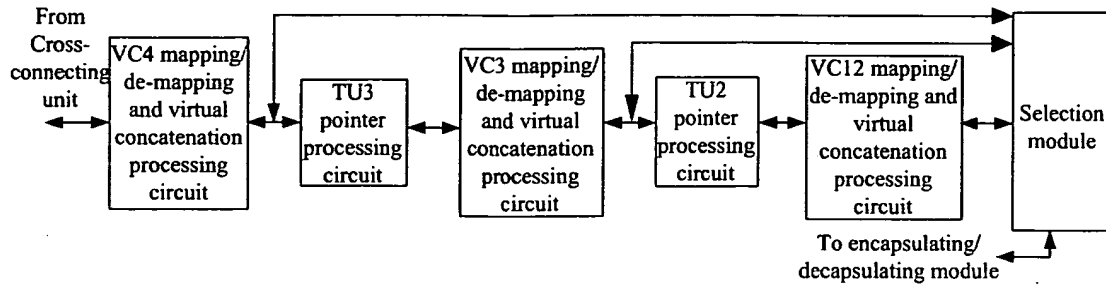 From
Cross-
connecting
unit
VC4 mapping/
de-mapping
and virtual
concatenation
processing
circuit
TU3
pointer
processing
circuit
VC3 mapping/
de-mapping
and virtual
concatenation
processing
circuit
TU2
pointer
processing
circuit
VC12 mapping/
de-mapping and
virtual
concatenation
processing
circuit
Selection
module
To encapsulating/
decapsulating module